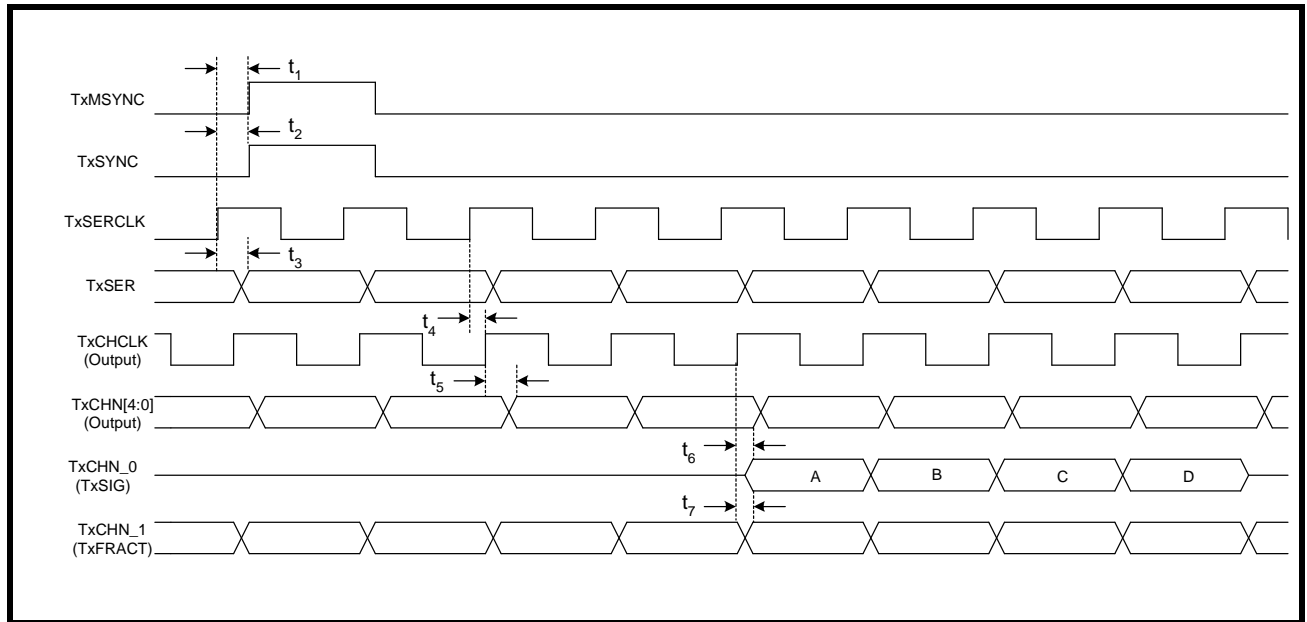 t1
TxMSYNC
t2
TxSYNC
TxSERCLK
t3
TxSER
t4
TxCHCLK
(Output)
t5
TxCHN[4:0]
(Output)
t6
TxCHN_0
(TxSIG)
A B C D
t7
TxCHN_1
(TxFRACT)